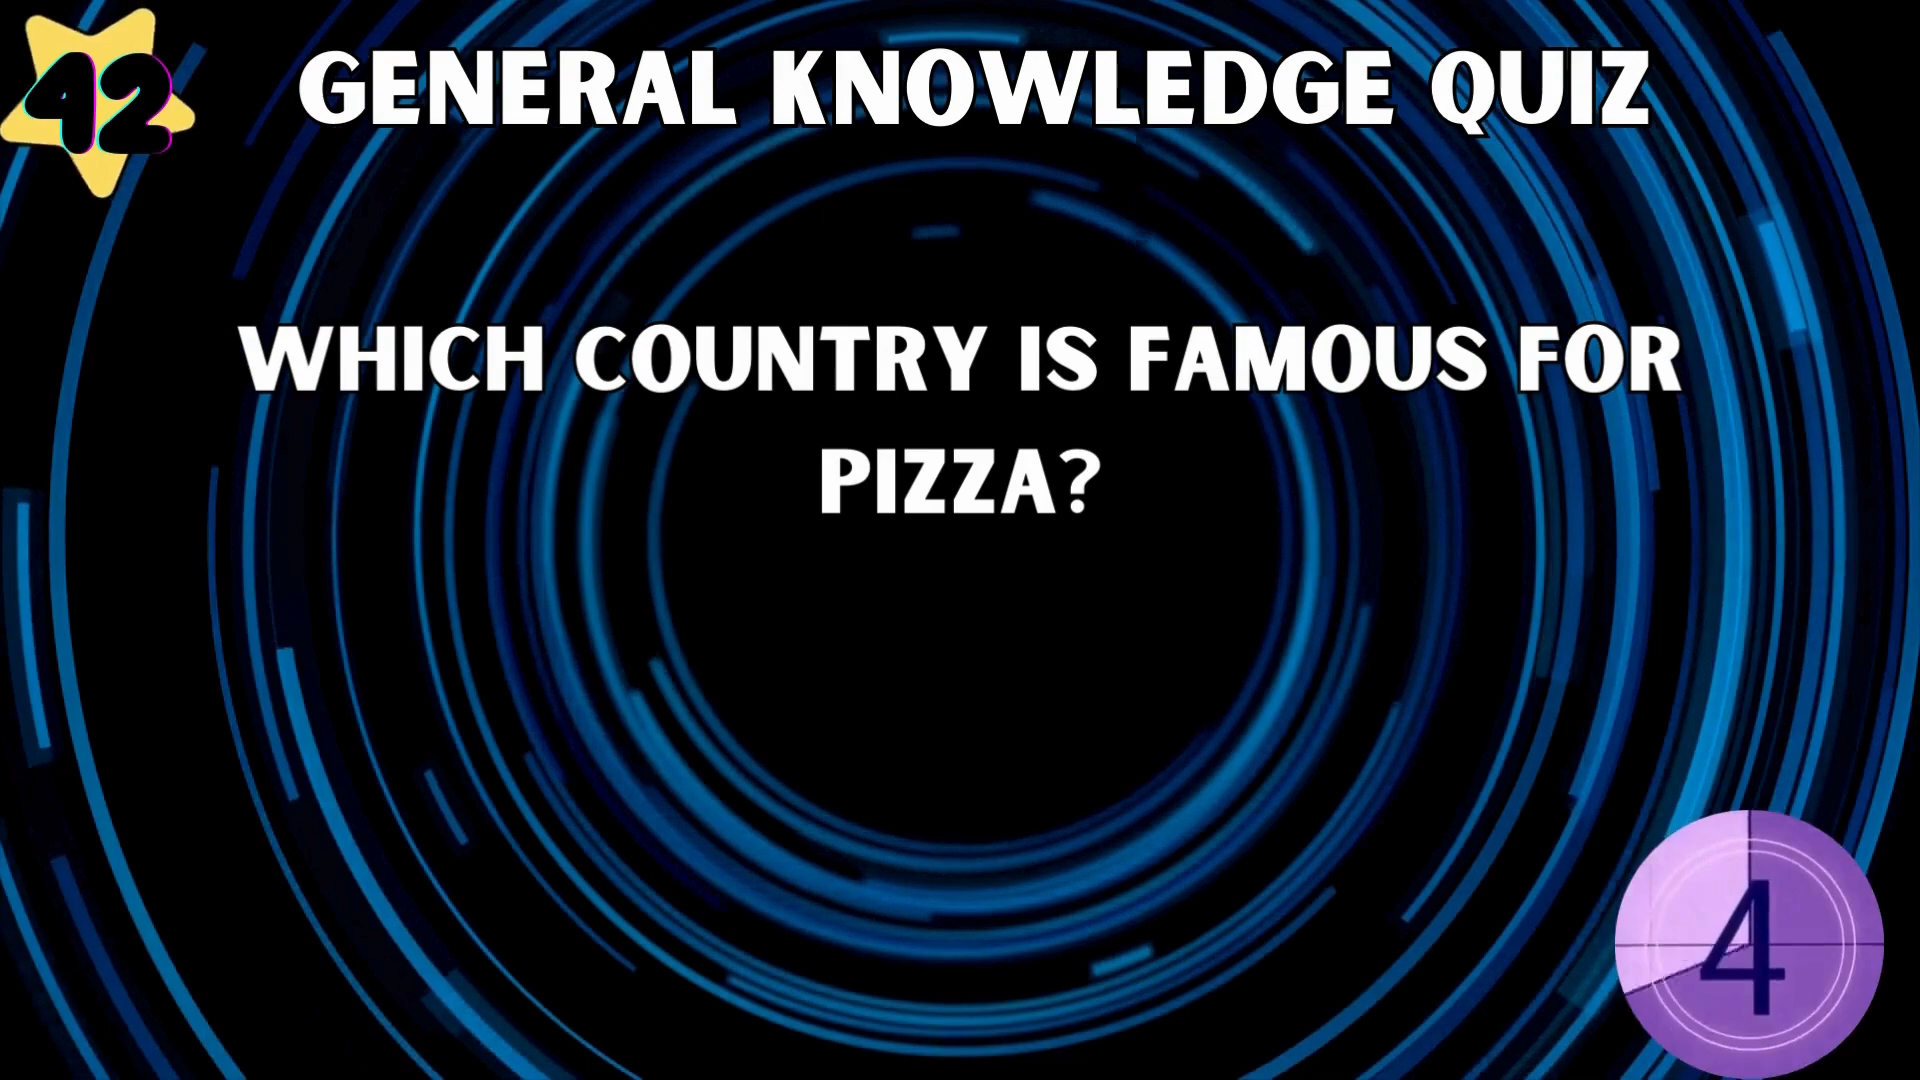 42
GENERAL KNOWLEDGE QUIZ
WHICH COUNTRY IS FAMOUS FOR
PIZZA?
4